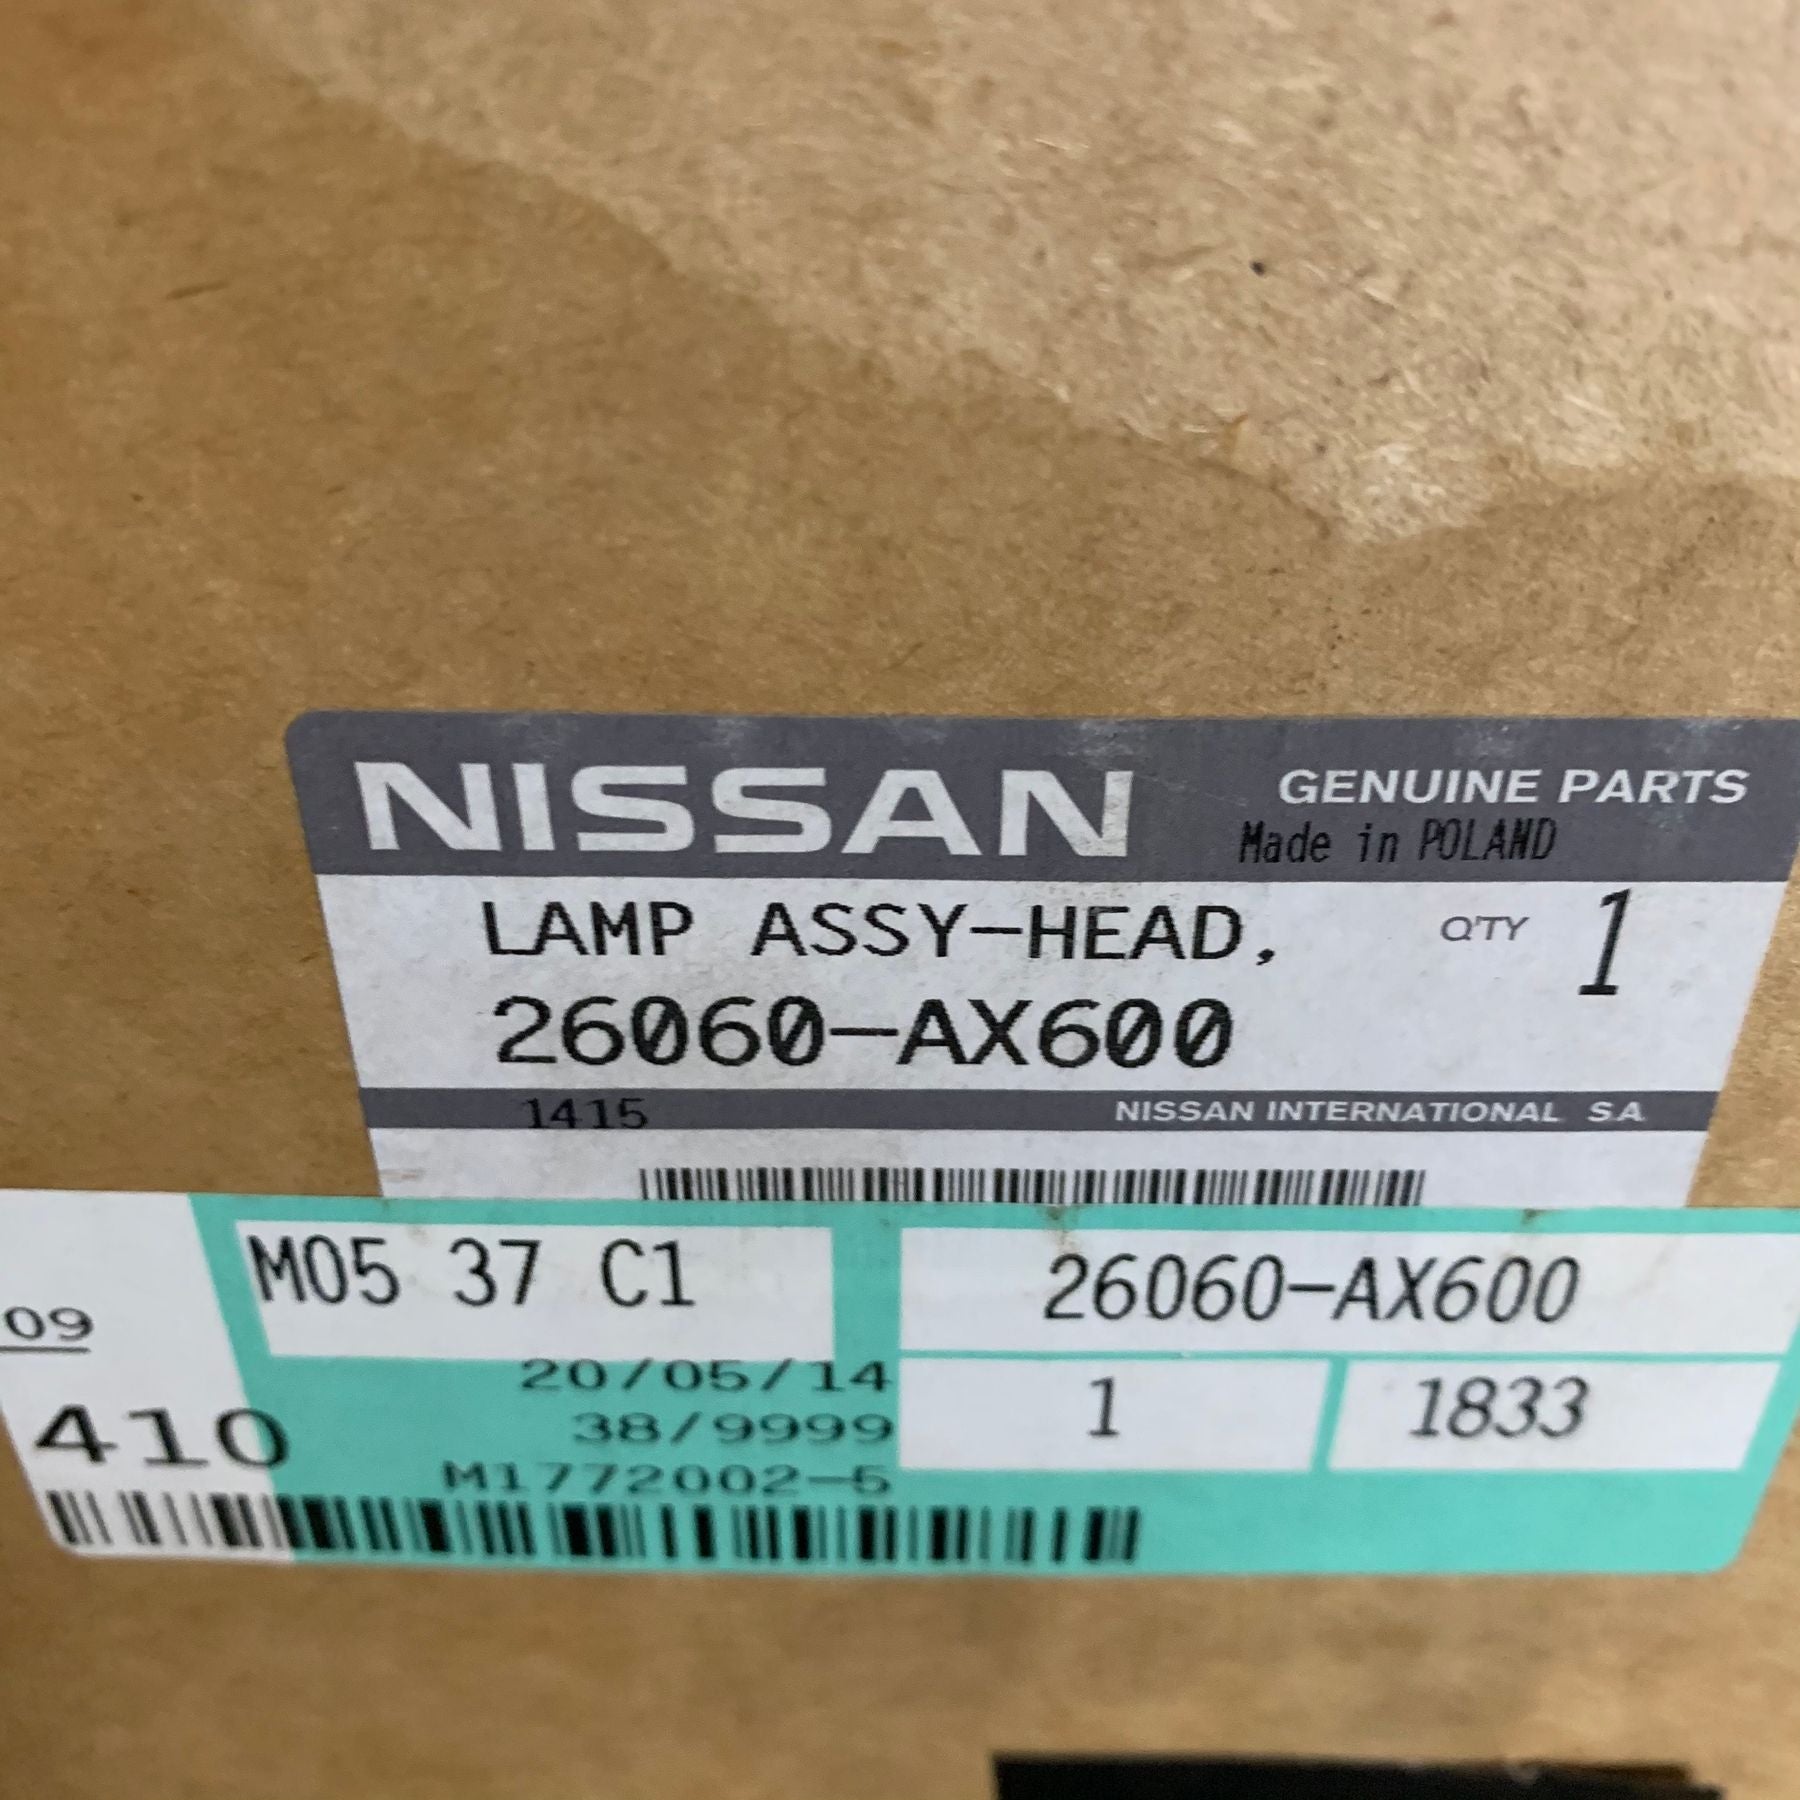 NISSAN
GENUINE PARTS
Made in POLAND
LAMP ASSY-HEAD,
Q'TY 1
26060-AX600
1415
NISSAN INTERNATIONAL SA
M05 37 C1
26060-AX600
09
20/05/14
1
1833
410
38/9999
M1772002-5